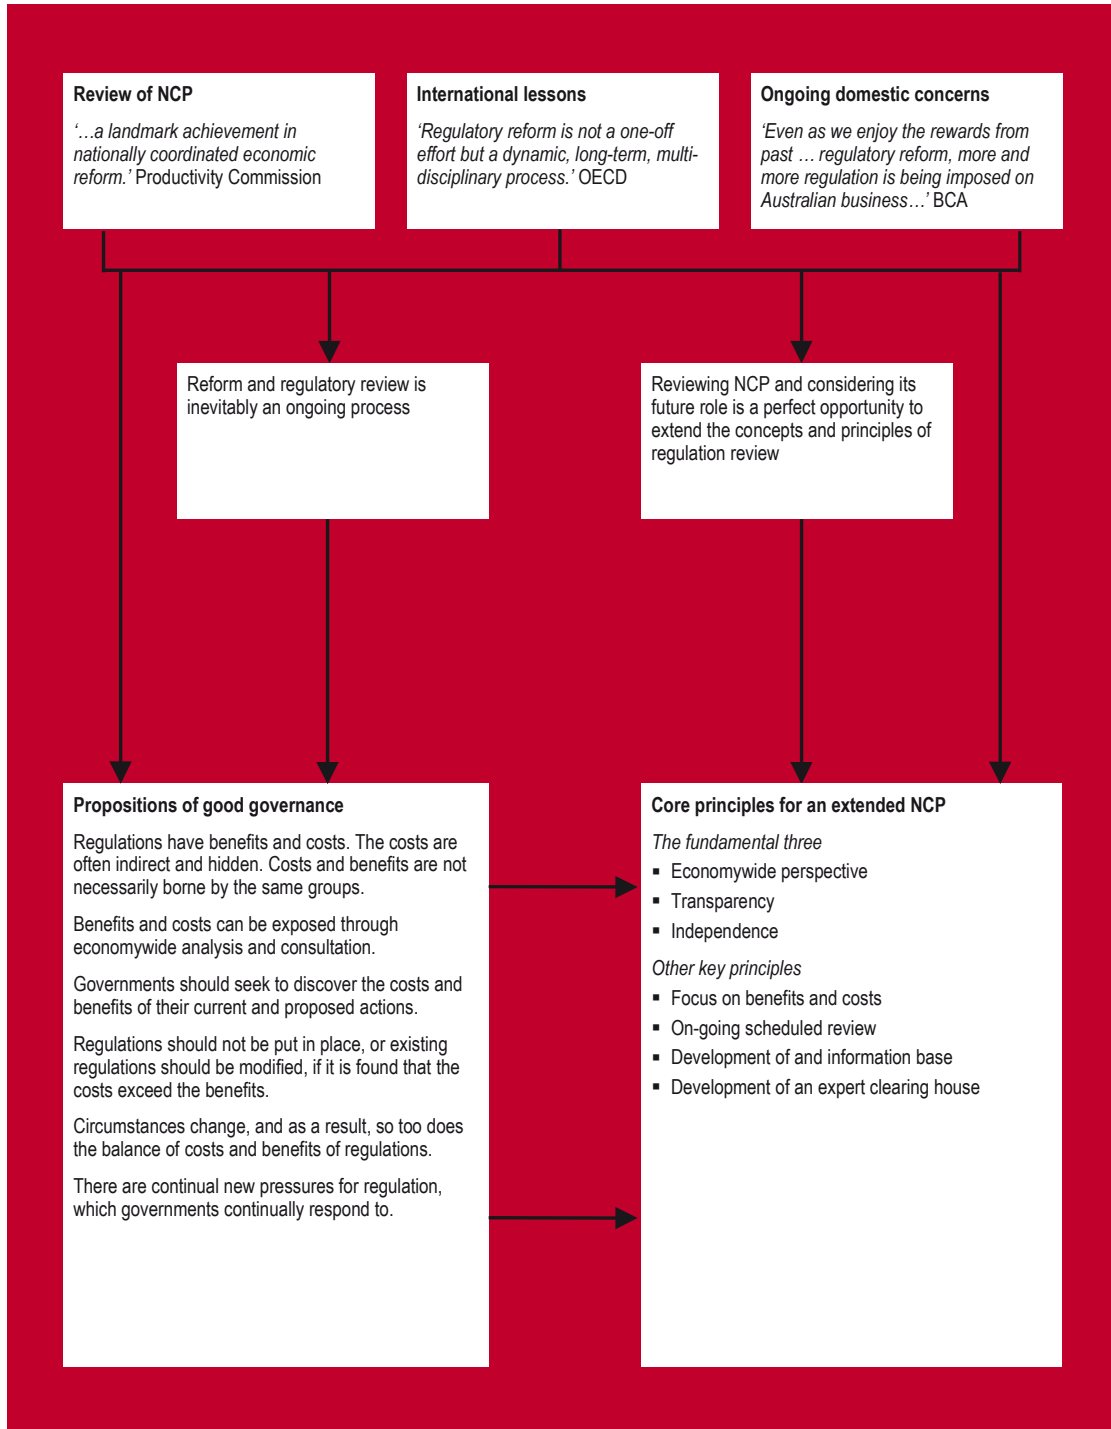 Review of NCP
‘…a landmark achievement in
nationally coordinated economic
reform.’ Productivity Commission
International lessons
‘Regulatory reform is not a one-off
effort but a dynamic, long-term, multi-
disciplinary process.’ OECD
Ongoing domestic concerns
‘Even as we enjoy the rewards from
past … regulatory reform, more and
more regulation is being imposed on
Australian business…’ BCA
Reform and regulatory review is
inevitably an ongoing process
Reviewing NCP and considering its
future role is a perfect opportunity to
extend the concepts and principles of
regulation review
Propositions of good governance
Regulations have benefits and costs. The costs are
often indirect and hidden. Costs and benefits are not
necessarily borne by the same groups.
Benefits and costs can be exposed through
economywide analysis and consultation.
Governments should seek to discover the costs and
benefits of their current and proposed actions.
Regulations should not be put in place, or existing
regulations should be modified, if it is found that the
costs exceed the benefits.
Circumstances change, and as a result, so too does
the balance of costs and benefits of regulations.
There are continual new pressures for regulation,
which governments continually respond to.
Core principles for an extended NCP
The fundamental three
▪ Economywide perspective
▪ Transparency
▪ Independence
Other key principles
▪ Focus on benefits and costs
▪ On-going scheduled review
▪ Development of and information base
▪ Development of an expert clearing house